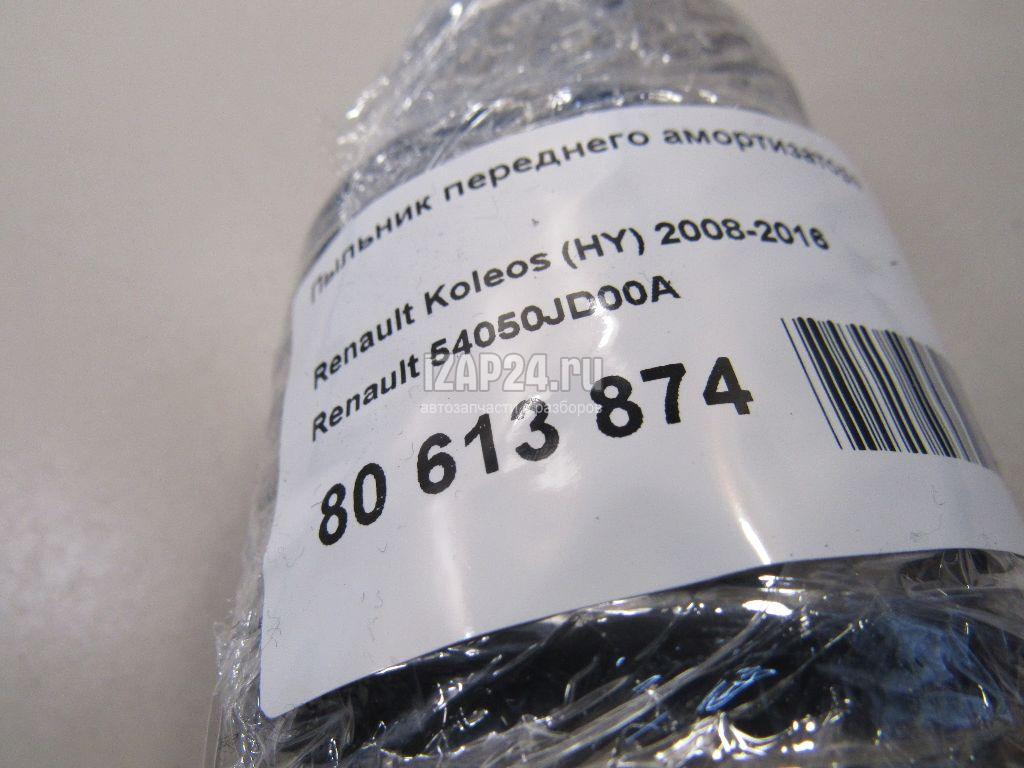 Пыльник переднего амортизатора
Renault Koleos (HY) 2008-2016
Renault 54050JD00A
IZAP24.ru
автозапчасти с разборов
80 613 874